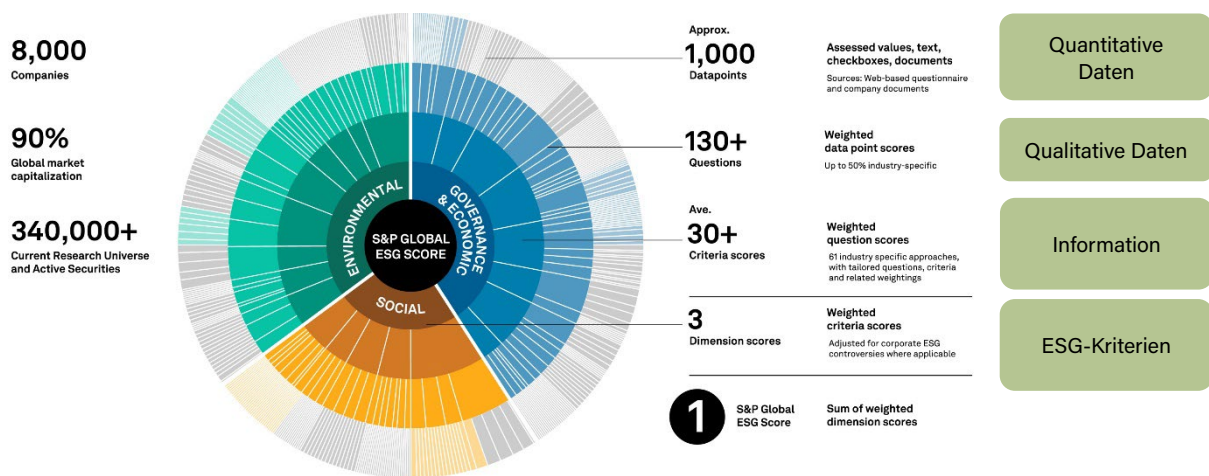 8,000
Companies
90%
Global market
capitalization
340,000+
Current Research Universe
and Active Securities
ENVIRONMENTAL
GOVERNANCE
& ECONOMIC
S&P GLOBAL
ESG SCORE
SOCIAL
Approx.
1,000
Datapoints
Assessed values, text,
checkboxes, documents
Sources: Web-based questionnaire
and company documents
130+
Questions
Weighted
data point scores
Up to 50% industry-specific
Ave.
30+
Criteria scores
Weighted
question scores
61 industry specific approaches,
with tailored questions, criteria
and related weightings
3
Dimension scores
Weighted
criteria scores
Adjusted for corporate ESG
controversies where applicable
1
S&P Global
ESG Score
Sum of weighted
dimension scores
Quantitative
Daten
Qualitative Daten
Information
ESG-Kriterien